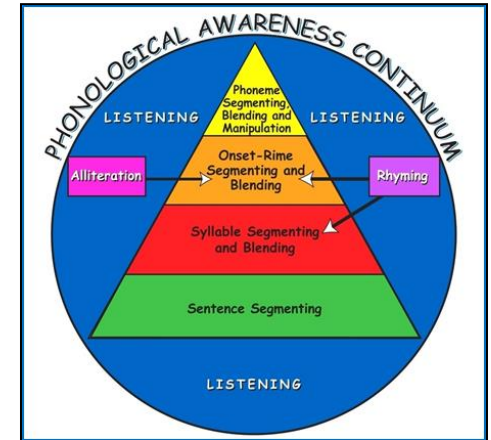 PHONOLOGICAL AWARENESS CONTINUUM
LISTENING
LISTENING
Phoneme
Segmenting,
Blending and
Manipulation
Alliteration
Onset-Rime
Segmenting and
Blending
Rhyming
Syllable Segmenting
and Blending
Sentence Segmenting
LISTENING